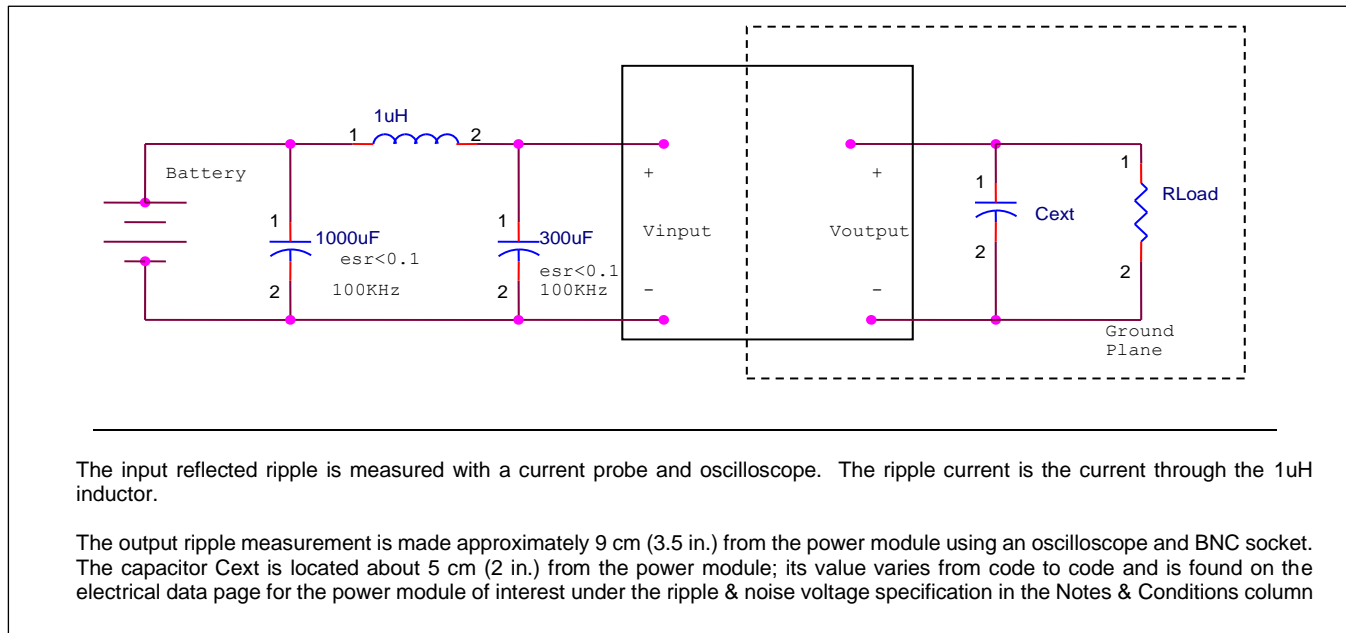 1uH
1
2
Battery
1
1000uF
esr<0.1
2
100KHz
1
300uF
esr<0.1
2
100KHz
+
Vinput
-
+
Voutput
-
1
Cext
2
1
RLoad
2
Ground
Plane
The input reflected ripple is measured with a current probe and oscilloscope. The ripple current is the current through the 1uH
inductor.
The output ripple measurement is made approximately 9 cm (3.5 in.) from the power module using an oscilloscope and BNC socket.
The capacitor Cext is located about 5 cm (2 in.) from the power module; its value varies from code to code and is found on the
electrical data page for the power module of interest under the ripple & noise voltage specification in the Notes & Conditions column